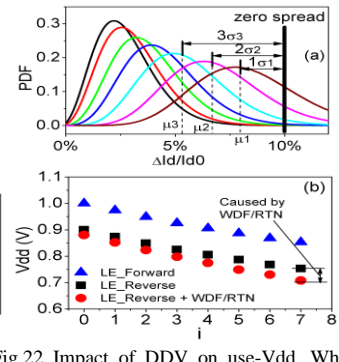 zero spread
3σ3
2σ2
1σ1
(a)
PDF
0.3
0.2
0.1
0.0
μ3
μ2
μ1
0%
5%
10%
ΔId/Id0
1.1
1.0
0.9
0.8
0.7
0.6
Vdd (V)
(b)
Caused by
WDF/RTN
LE_Forward
LE_Reverse
LE_Reverse + WDF/RTN
0 1 2 3 4 5 6 7 8
i
Fig.22 Impact of DDV on use-Vdd. Wh